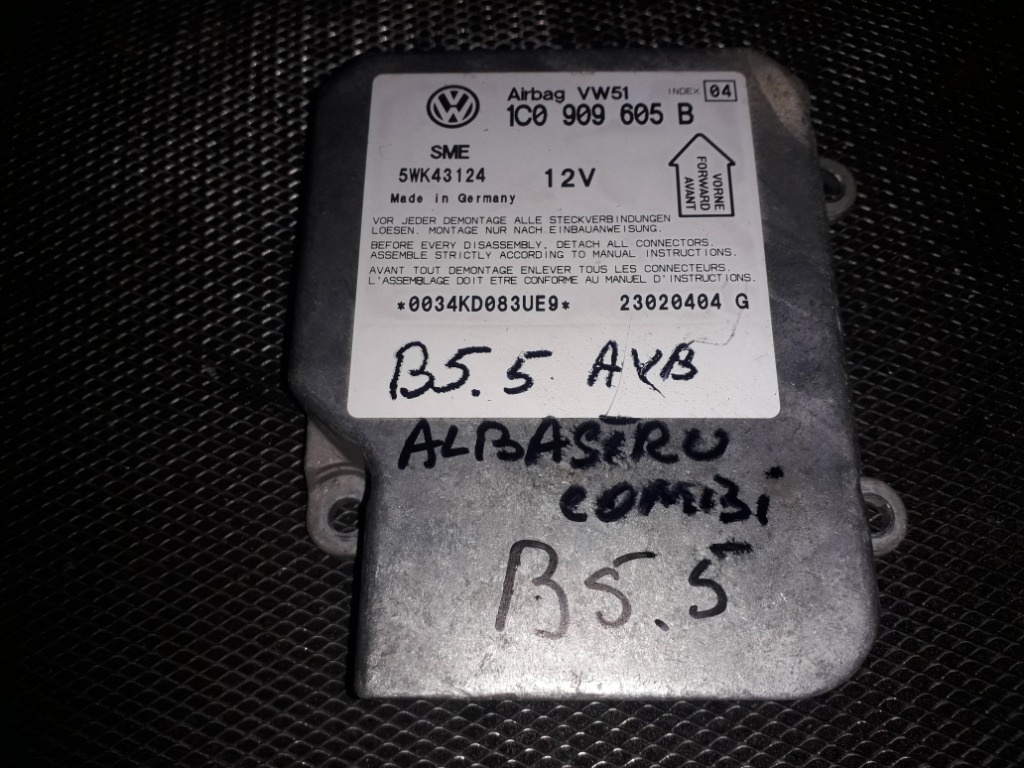 Airbag VW51 INDEX 04
1C0 909 605 B
SME
5WK43124 12V
Made in Germany
VORNE
FORWARD
AVANT
VOR JEDER DEMONTAGE ALLE STECKVERBINDUNGEN
LOESEN. MONTAGE NUR NACH EINBAUANWEISUNG.
BEFORE EVERY DISASSEMBLY, DETACH ALL CONNECTORS.
ASSEMBLE STRICTLY ACCORDING TO MANUAL INSTRUCTIONS.
AVANT TOUT DEMONTAGE ENLEVER TOUS LES CONNECTEURS.
L'ASSEMBLAGE DOIT ETRE CONFORME AU MANUEL D'INSTRUCTIONS.
*0034KD083UE9* 23020404 G
B5.5 AVB
ALBASTRU
COMBi
B5.5